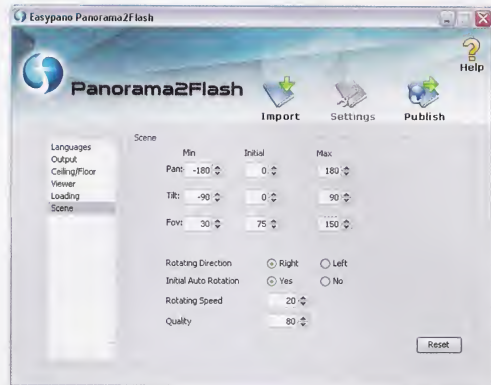 Easypano Panorama2Flash
Help
Panorama2Flash
Import Settings Publish
Languages
Output
Ceiling/Floor
Viewer
Loading
Scene
Scene
Min Initial Max
Pan: -180 0 180
Tilt: -90 0 90
Fov: 30 75 150
Rotating Direction Right Left
Initial Auto Rotation Yes No
Rotating Speed 20
Quality 80
Reset